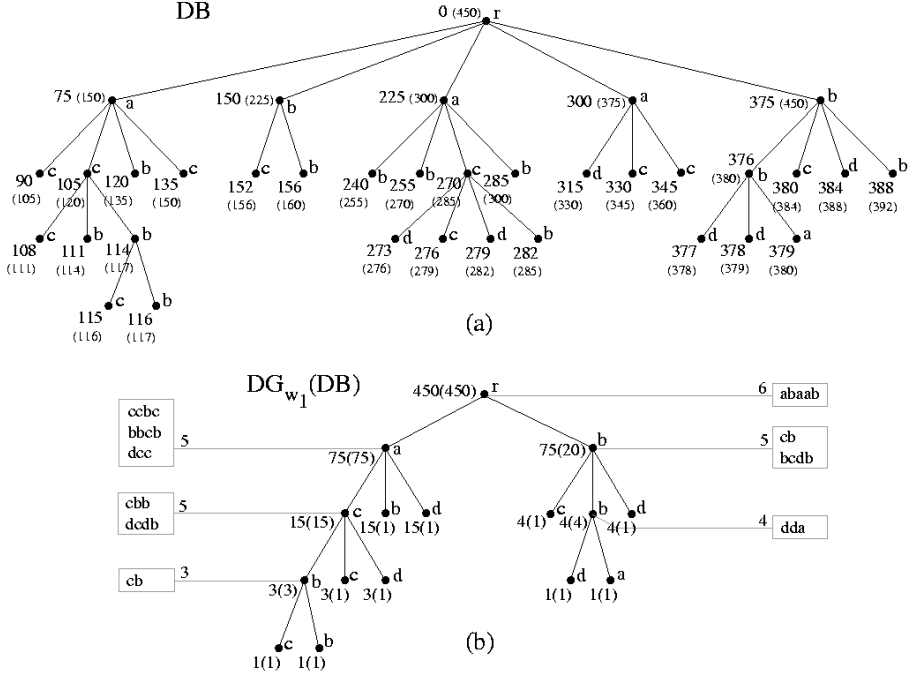 DB
0 (450) r
75 (150) a 150 (225) b 225 (300) a 300 (375) a 375 (450) b
c c b c c b b b c b d c c 376 b c d b
90 105 120 135 152 156 240 255 270 285 315 330 345 (380) 380 384 388
(105) (120) (135) (150) (156) (160) (255) (270) (285) (300) (330) (345) (360) (384) (388) (392)
c b b d c d b d d a
108 111 114 273 276 279 282 377 378 379
(111) (114) (117) (276) (279) (282) (285) (378) (379) (380)
c b
115 116
(116) (117)
(a)
DGw1(DB)
450(450) r 6 abaab
ccbc
bbcb
dcc
5 75(75) a 75(20) b 5
cb
bcdb
cbb
dcdb
5 15(15) c 15(1) b 15(1) d 4(1) c 4(4) b 4(1) d 4 dda
cb 3 3(3) b 3(1) c 3(1) d 1(1) d 1(1) a
1(1) c 1(1) b
(b)